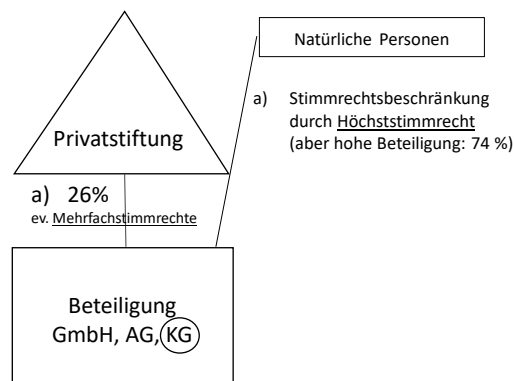 Natürliche Personen
a) Stimmrechtsbeschränkung
durch Höchststimmrecht
(aber hohe Beteiligung: 74 %)
Privatstiftung
a) 26%
ev. Mehrfachstimmrechte
Beteiligung
GmbH, AG, KG